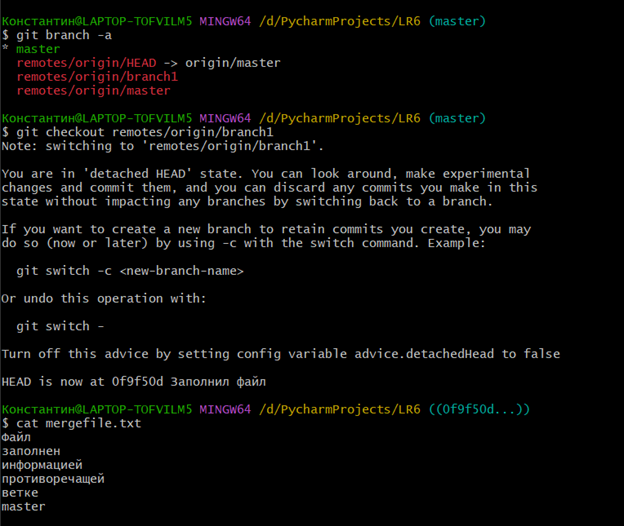 Константин@LAPTOP-TOFVILM5 MINGW64 /d/PycharmProjects/LR6 (master)
$ git branch -a
* master
  remotes/origin/HEAD -> origin/master
  remotes/origin/branch1
  remotes/origin/master

Константин@LAPTOP-TOFVILM5 MINGW64 /d/PycharmProjects/LR6 (master)
$ git checkout remotes/origin/branch1
Note: switching to 'remotes/origin/branch1'.

You are in 'detached HEAD' state. You can look around, make experimental
changes and commit them, and you can discard any commits you make in this
state without impacting any branches by switching back to a branch.

If you want to create a new branch to retain commits you create, you may
do so (now or later) by using -c with the switch command. Example:

  git switch -c <new-branch-name>

Or undo this operation with:

  git switch -

Turn off this advice by setting config variable advice.detachedHead to false

HEAD is now at 0f9f50d Заполнил файл

Константин@LAPTOP-TOFVILM5 MINGW64 /d/PycharmProjects/LR6 ((0f9f50d...))
$ cat mergefile.txt
файл
заполнен
информацией
противоречащей
ветке
master